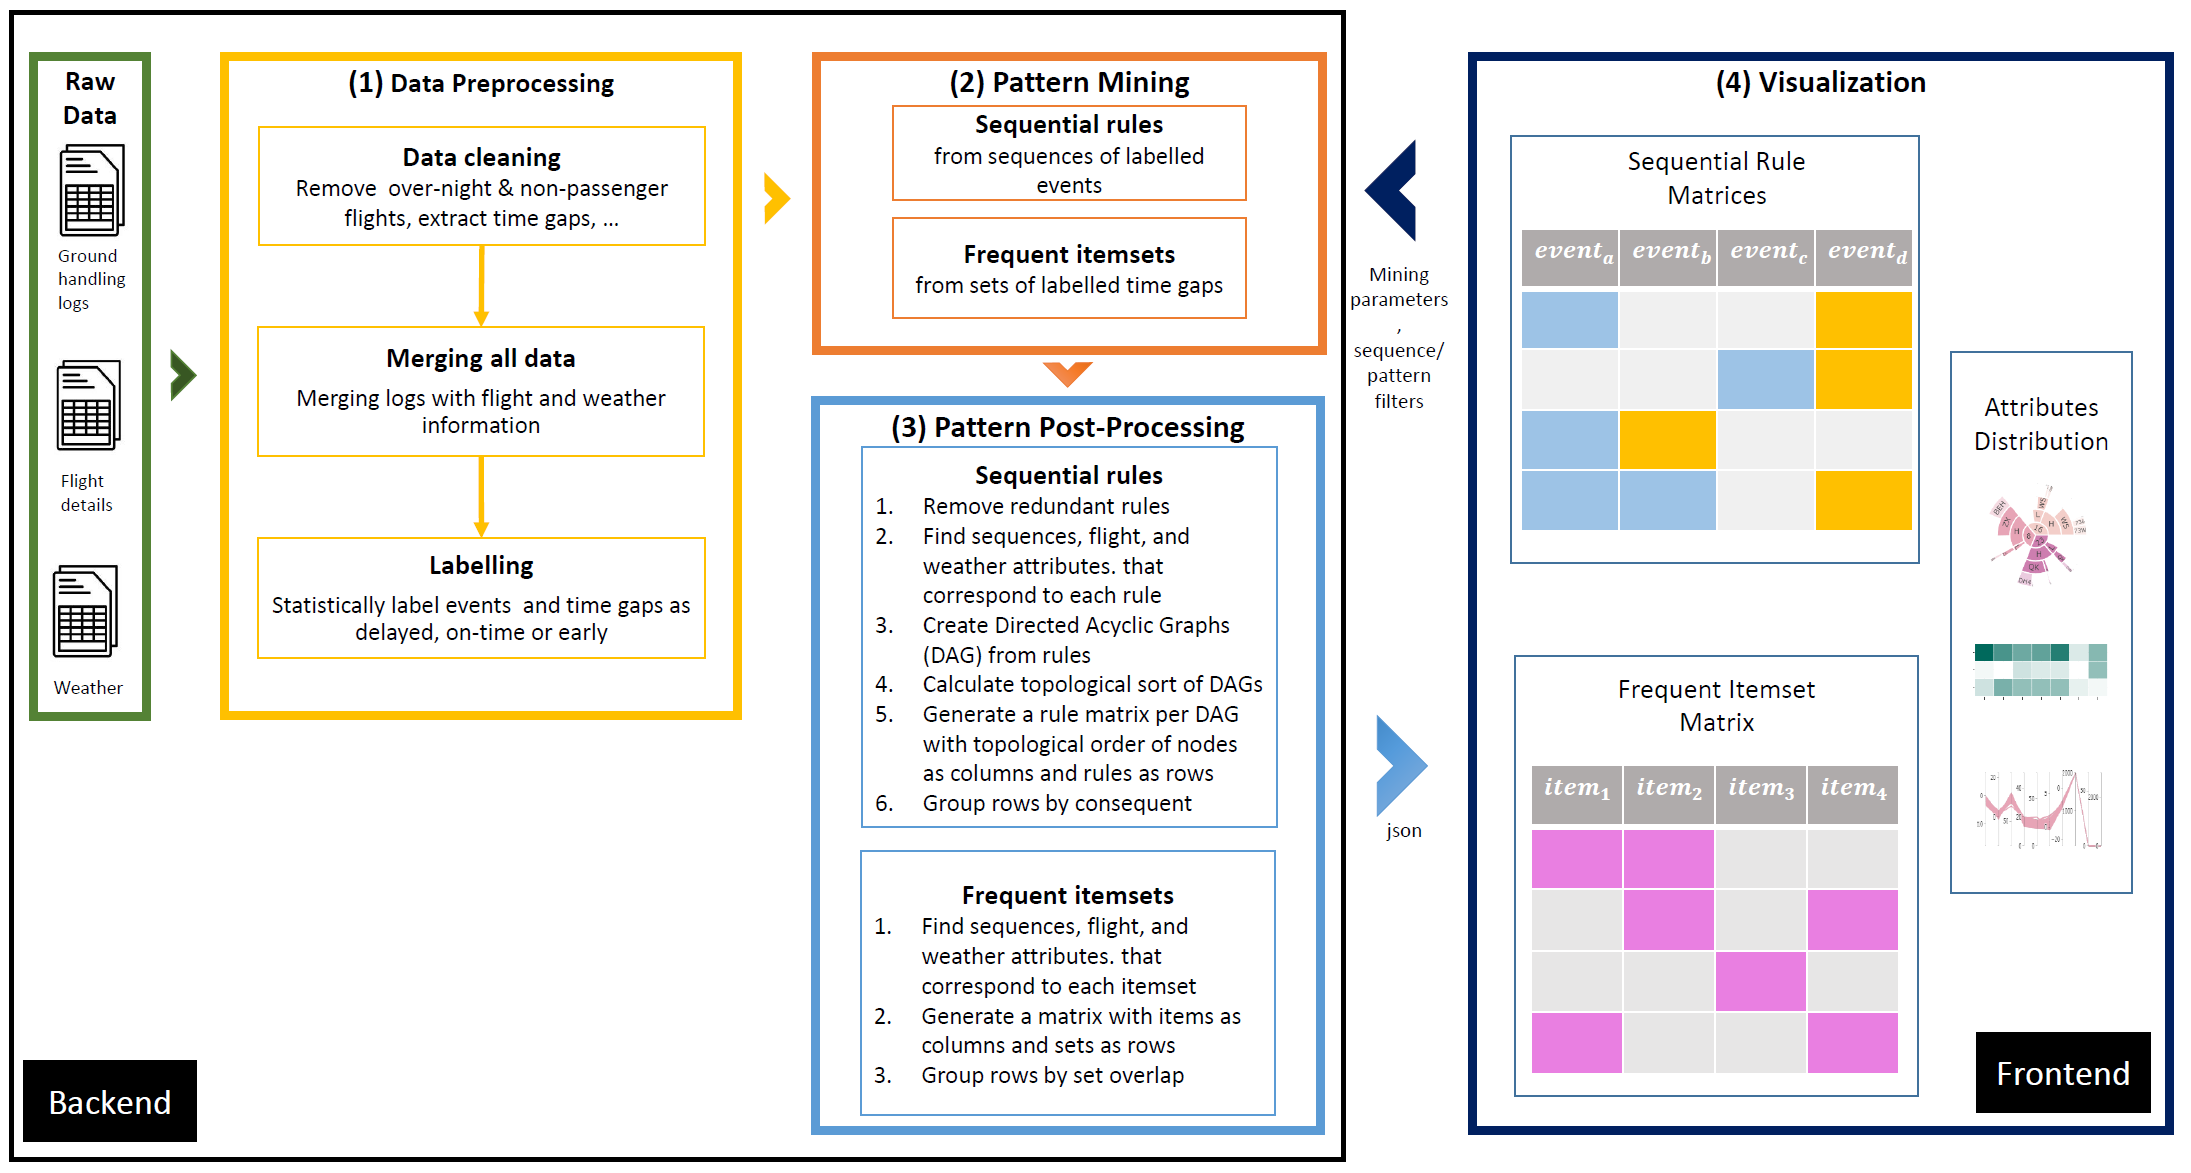 Raw
Data
Ground
handling
logs
Flight
details
Weather
(1) Data Preprocessing
Data cleaning
Remove over-night & non-passenger
flights, extract time gaps, ...
Merging all data
Merging logs with flight and weather
information
Labelling
Statistically label events and time gaps as
delayed, on-time or early
(2) Pattern Mining
Sequential rules
from sequences of labelled
events
Frequent itemsets
from sets of labelled time gaps
(3) Pattern Post-Processing
Sequential rules
1. Remove redundant rules
2. Find sequences, flight, and
weather attributes. that
correspond to each rule
3. Create Directed Acyclic Graphs
(DAG) from rules
4. Calculate topological sort of DAGs
5. Generate a rule matrix per DAG
with topological order of nodes
as columns and rules as rows
6. Group rows by consequent
Frequent itemsets
1. Find sequences, flight, and
weather attributes. that
correspond to each itemset
2. Generate a matrix with items as
columns and sets as rows
3. Group rows by set overlap
Backend
Mining
parameters
,
sequence/
pattern
filters
json
(4) Visualization
Sequential Rule
Matrices
event_a event_b event_c event_d
Frequent Itemset
Matrix
item_1 item_2 item_3 item_4
Attributes
Distribution
Frontend